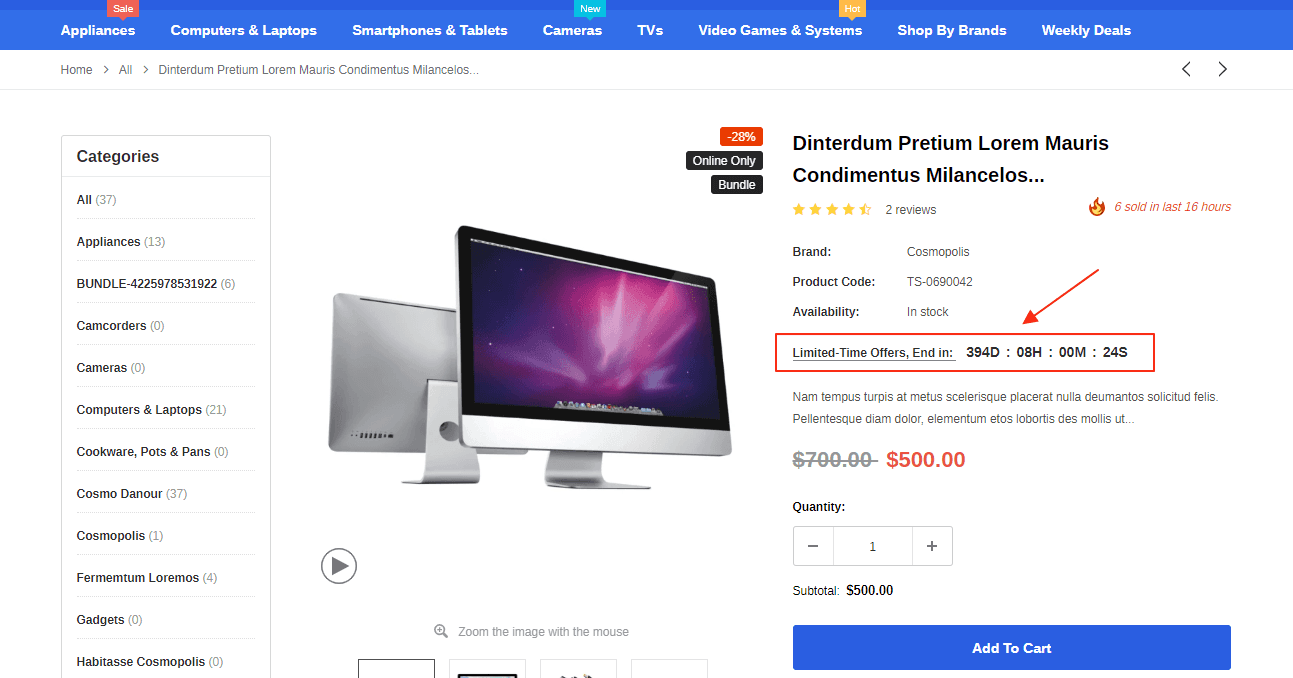 Sale
New
Hot
Appliances
Computers & Laptops
Smartphones & Tablets
Cameras
TVs
Video Games & Systems
Shop By Brands
Weekly Deals
Home > All > Dinterdum Pretium Lorem Mauris Condimentus Milancelos...
Categories
All (37)
Appliances (13)
BUNDLE-4225978531922 (6)
Camcorders (0)
Cameras (0)
Computers & Laptops (21)
Cookware, Pots & Pans (0)
Cosmo Danour (37)
Cosmopolis (1)
Fermemtum Loremos (4)
Gadgets (0)
Habitasse Cosmopolis (0)
-28%
Online Only
Bundle
Zoom the image with the mouse
Dinterdum Pretium Lorem Mauris
Condimentus Milancelos...
2 reviews
6 sold in last 16 hours
Brand: Cosmopolis
Product Code: TS-0690042
Availability: In stock
Limited-Time Offers, End in: 394D : 08H : 00M : 24S
Nam tempus turpis at metus scelerisque placerat nulla deumantos solicitud felis.
Pellentesque diam dolor, elementum etos lobortis des mollis ut...
$700.00 $500.00
Quantity:
− 1 +
Subtotal: $500.00
Add To Cart